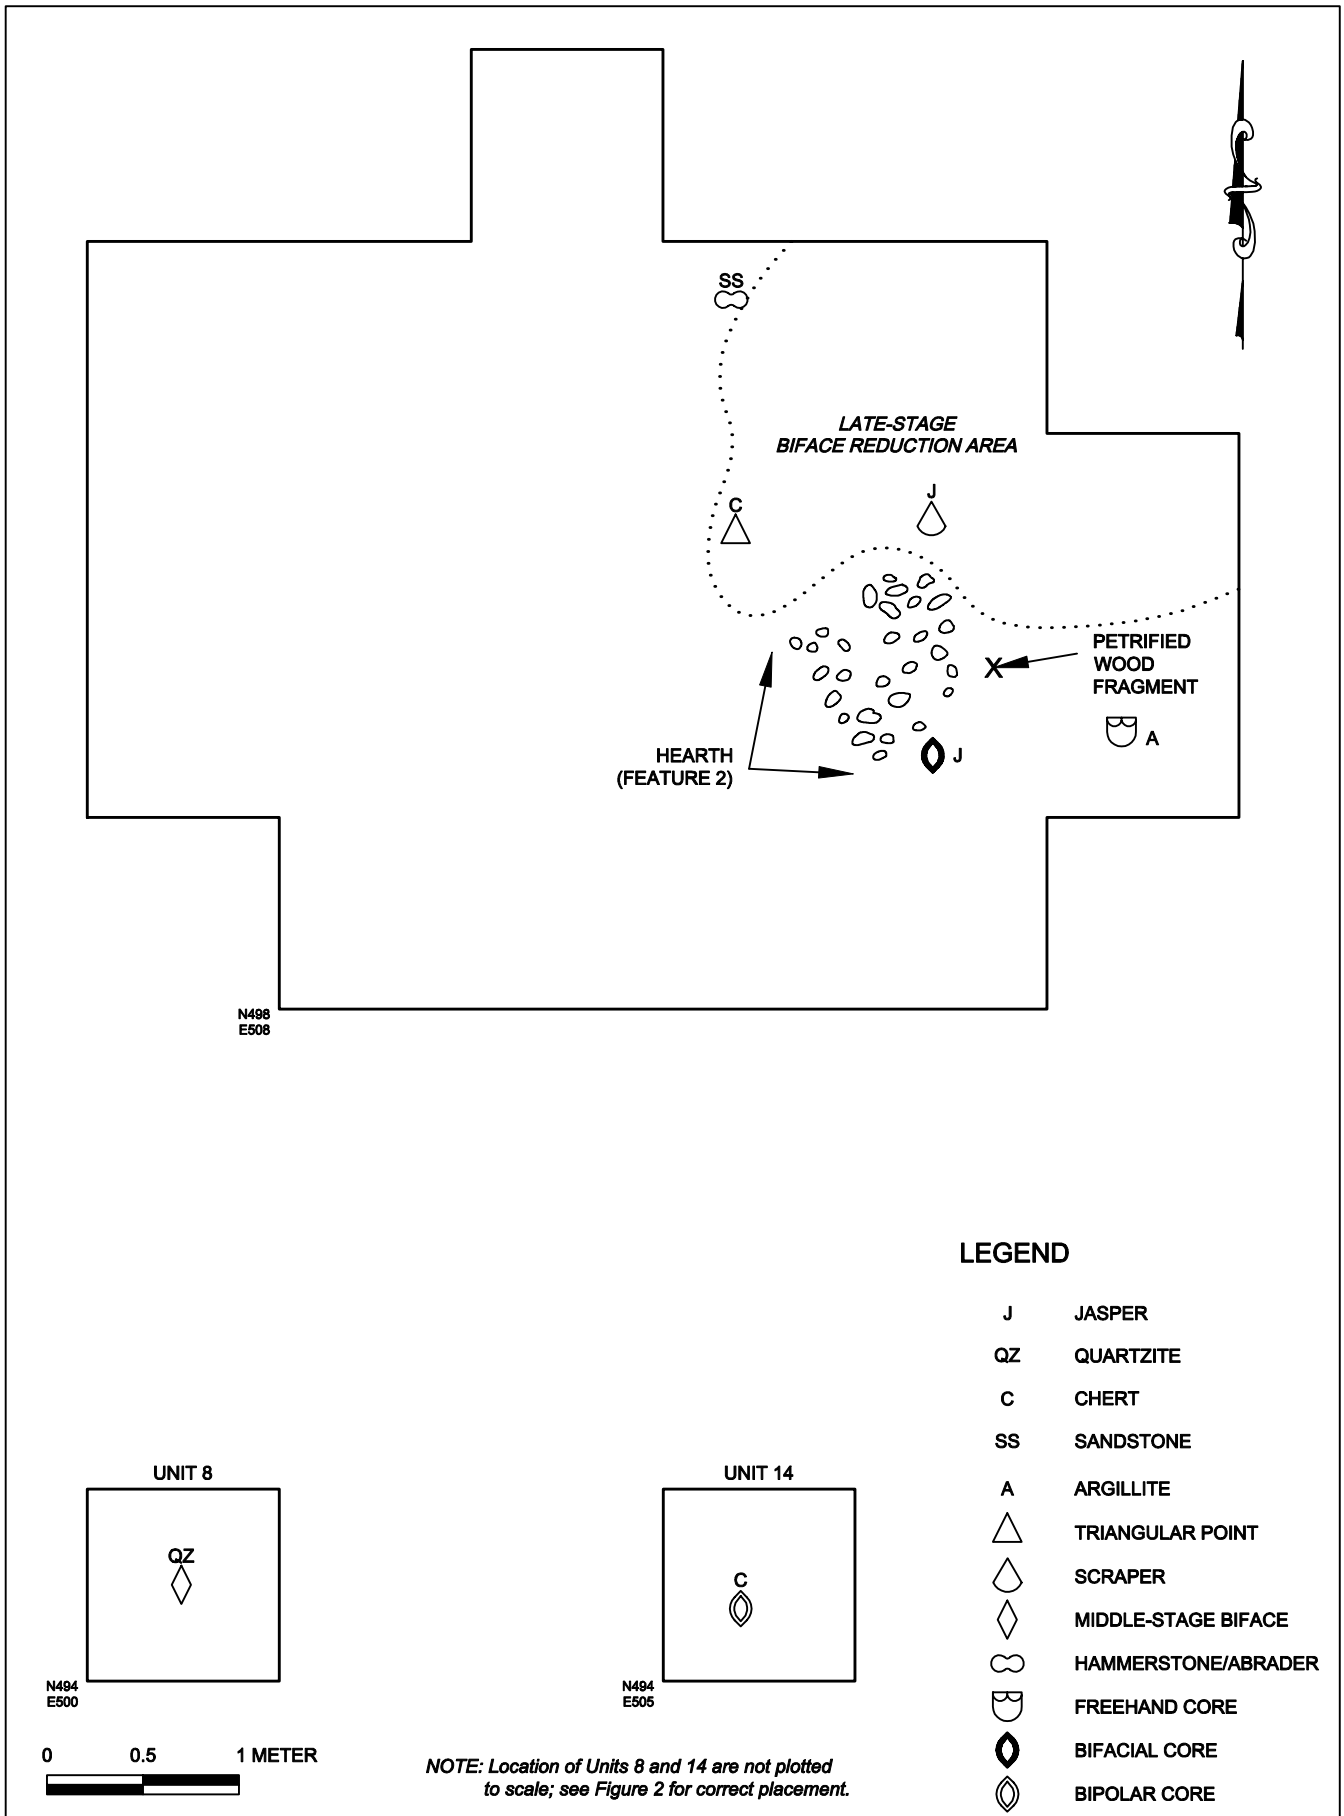 SS
LATE-STAGE
BIFACE REDUCTION AREA
C
J
PETRIFIED
WOOD
FRAGMENT
X
A
HEARTH
(FEATURE 2)
J
N498
E508
LEGEND
J JASPER
QZ QUARTZITE
C CHERT
SS SANDSTONE
A ARGILLITE
TRIANGULAR POINT
SCRAPER
MIDDLE-STAGE BIFACE
HAMMERSTONE/ABRADER
FREEHAND CORE
BIFACIAL CORE
BIPOLAR CORE
UNIT 8
QZ
N494
E500
UNIT 14
C
N494
E505
0 0.5 1 METER
NOTE: Location of Units 8 and 14 are not plotted
to scale; see Figure 2 for correct placement.